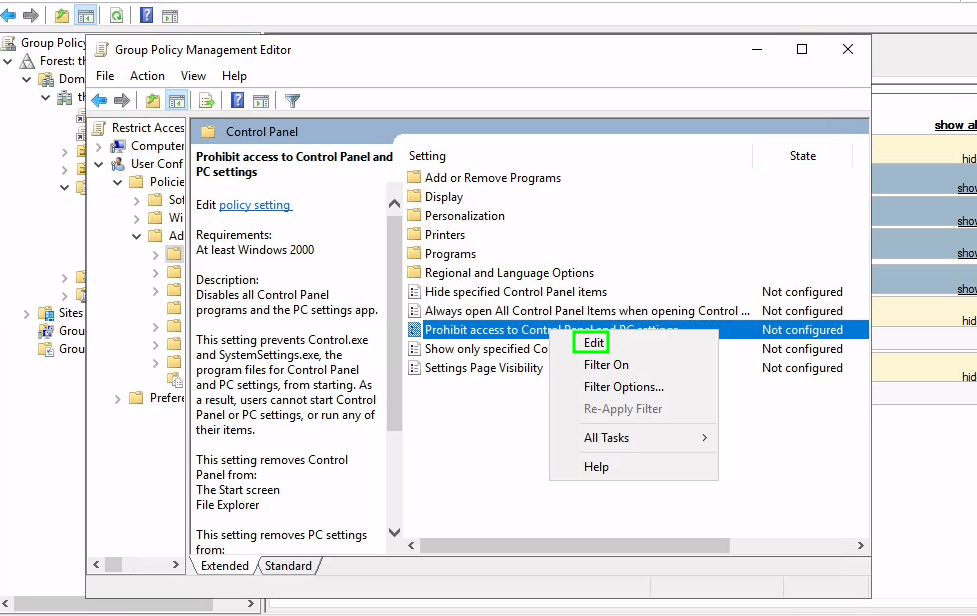 Group Policy
Forest: th
Dom
th
Sites
Grou
Grou
Group Policy Management Editor
File Action View Help
Restrict Acces
Computer
User Conf
Policie
Sof
Wi
Ad
Prefere
Control Panel
Prohibit access to Control Panel and
PC settings
Edit policy setting
Requirements:
At least Windows 2000
Description:
Disables all Control Panel
programs and the PC settings app.
This setting prevents Control.exe
and SystemSettings.exe, the
program files for Control Panel
and PC settings, from starting. As
a result, users cannot start Control
Panel or PC settings, or run any of
their items.
This setting removes Control
Panel from:
The Start screen
File Explorer
This setting removes PC settings
from:
Setting State
Add or Remove Programs
Display
Personalization
Printers
Programs
Regional and Language Options
Hide specified Control Panel items Not configured
Always open All Control Panel Items when opening Control ... Not configured
Prohibit access to Control Panel and PC settings Not configured
Show only specified Co Not configured
Settings Page Visibility Not configured
Edit
Filter On
Filter Options...
Re-Apply Filter
All Tasks
Help
Extended Standard
show al
hid
show
show
show
show
hid
hid